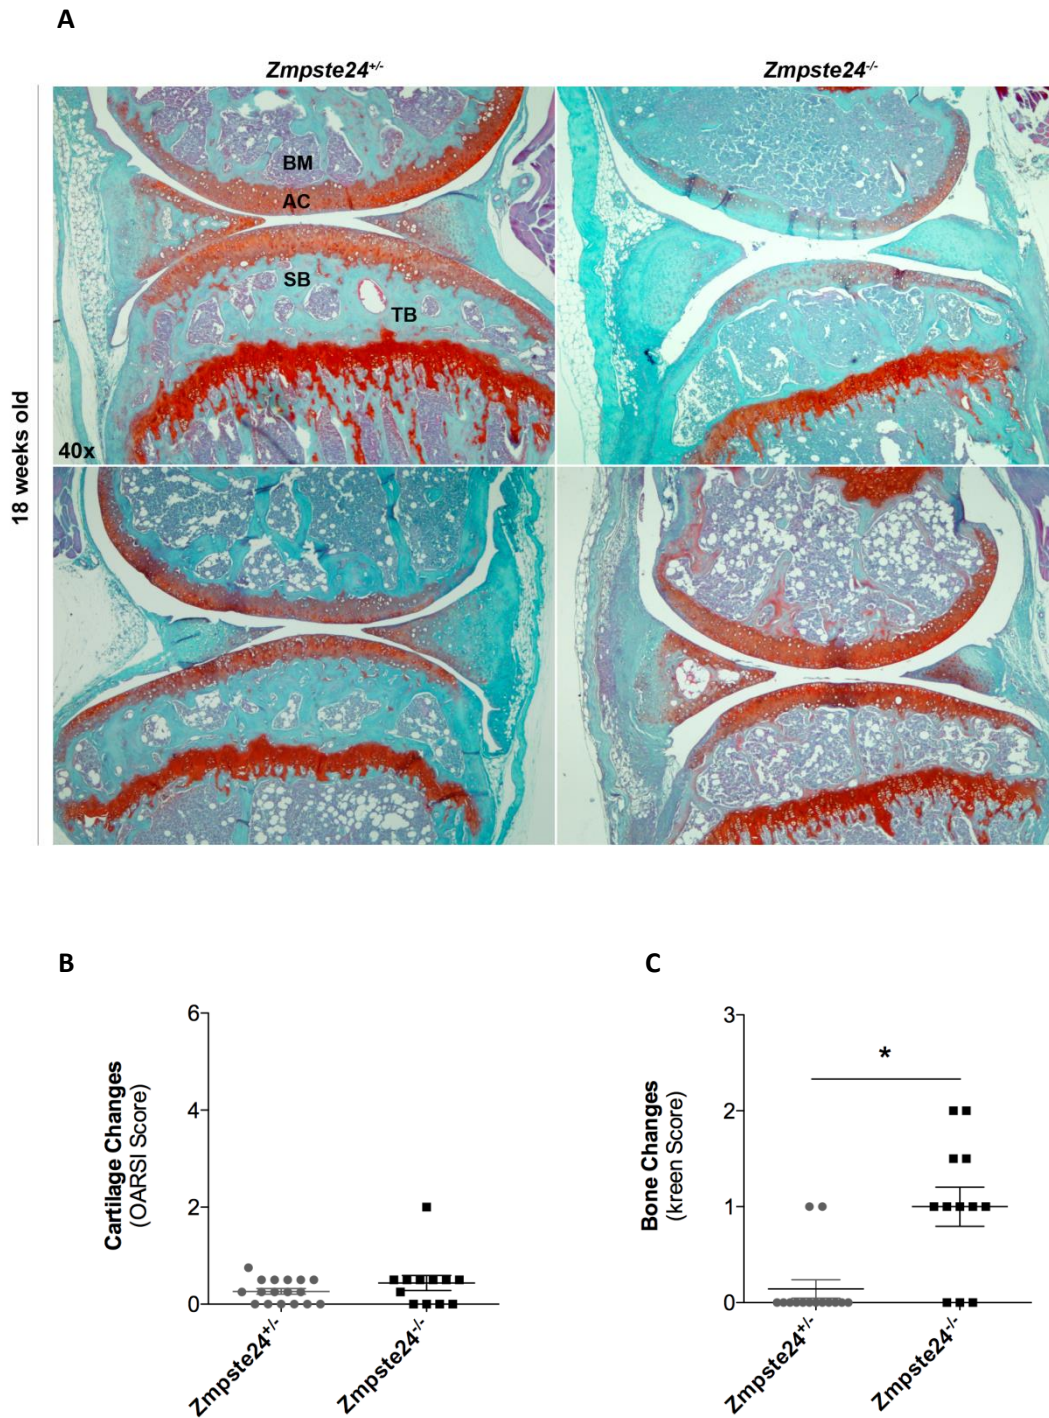 A
Zmpste24+/-
Zmpste24-/-
18 weeks old
BM
AC
SB
TB
40x
B
Cartilage Changes
(OARSI Score)
6
4
2
0
Zmpste24+/-
Zmpste24-/-
C
Bone Changes
(kreen Score)
3
2
1
0
*
Zmpste24+/-
Zmpste24-/-